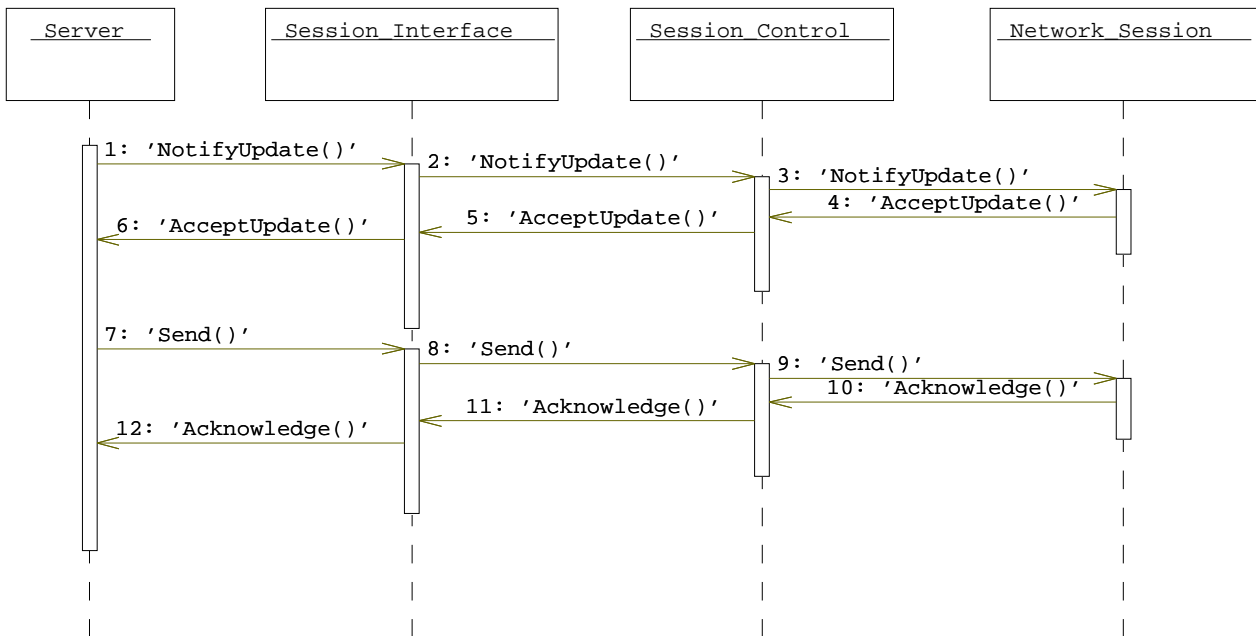 Server
Session_Interface
Session_Control
Network_Session
1: ’NotifyUpdate()’
2: ’NotifyUpdate()’
3: ’NotifyUpdate()’
4: ’AcceptUpdate()’
5: ’AcceptUpdate()’
6: ’AcceptUpdate()’
7: ’Send()’
8: ’Send()’
9: ’Send()’
10: ’Acknowledge()’
11: ’Acknowledge()’
12: ’Acknowledge()’